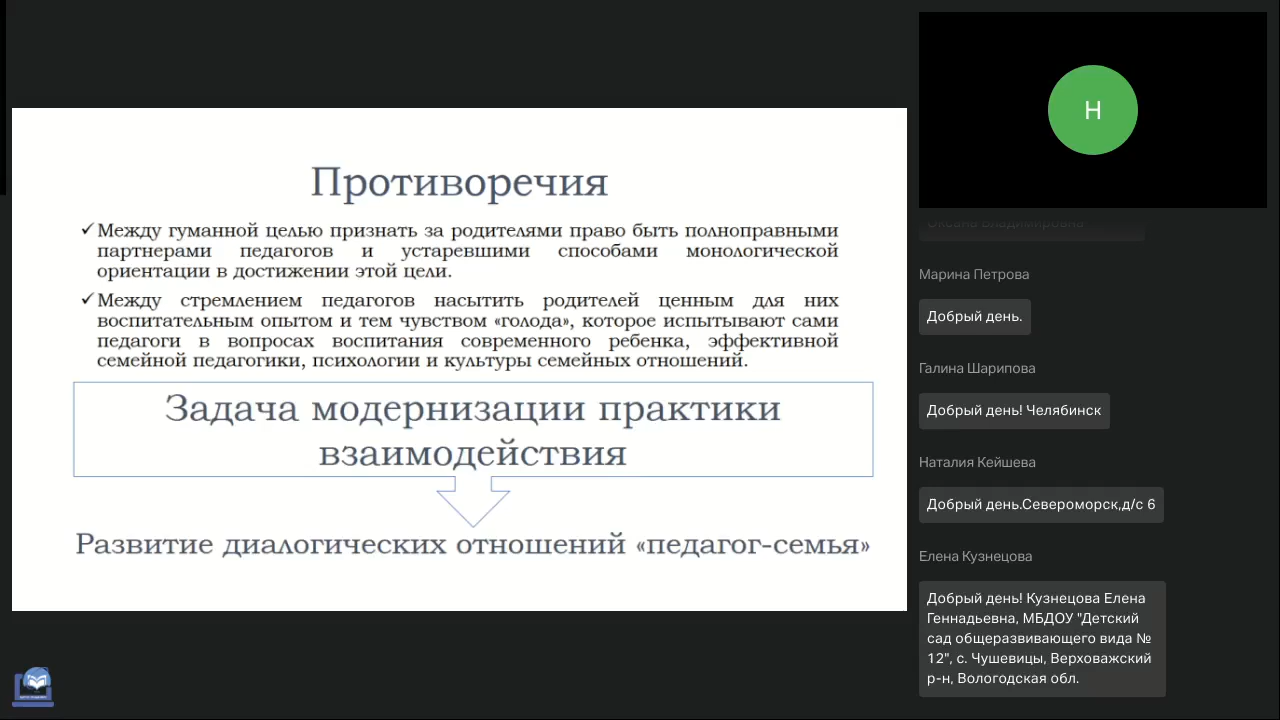 Противоречия
✓ Между гуманной целью признать за родителями право быть полноправными
партнерами педагогов и устаревшими способами монологической
ориентации в достижении этой цели.
✓ Между стремлением педагогов насытить родителей ценным для них
воспитательным опытом и тем чувством «голода», которое испытывают сами
педагоги в вопросах воспитания современного ребенка, эффективной
семейной педагогики, психологии и культуры семейных отношений.
Задача модернизации практики
взаимодействия
Развитие диалогических отношений «педагог-семья»
Н
Оксана Владимировна
Марина Петрова
Добрый день.
Галина Шарипова
Добрый день! Челябинск
Наталия Кейшева
Добрый день.Североморск,д/с 6
Елена Кузнецова
Добрый день! Кузнецова Елена
Геннадьевна, МБДОУ "Детский
сад общеразвивающего вида №
12", с. Чушевицы, Верховажский
р-н, Вологодская обл.